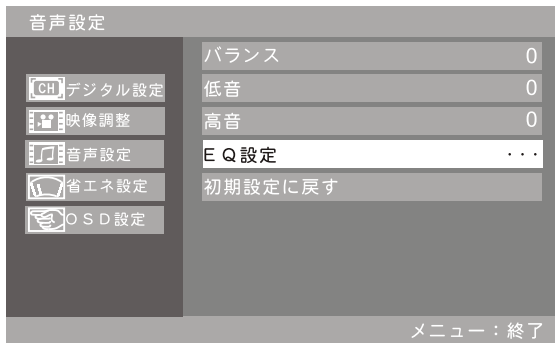 音声設定
CH デジタル設定
映像調整
音声設定
省エネ設定
OSD設定
バランス 0
低音 0
高音 0
EQ設定 ···
初期設定に戻す
メニュー：終了